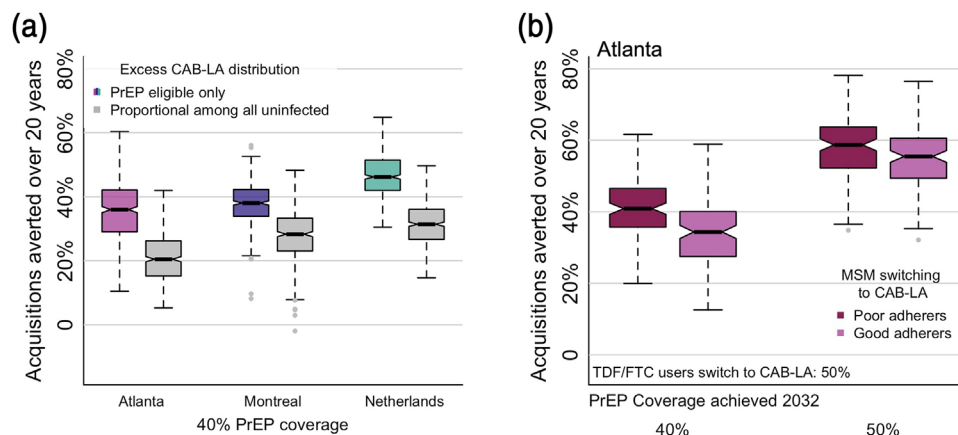 (a)
Acquisitions averted over 20 years
80%
60%
40%
20%
0
Excess CAB-LA distribution
PrEP eligible only
Proportional among all uninfected
Atlanta
Montreal
Netherlands
40% PrEP coverage
(b)
Atlanta
Acquisitions averted over 20 years
80%
60%
40%
20%
0
MSM switching
to CAB-LA
Poor adherers
Good adherers
TDF/FTC users switch to CAB-LA: 50%
PrEP Coverage achieved 2032
40%
50%